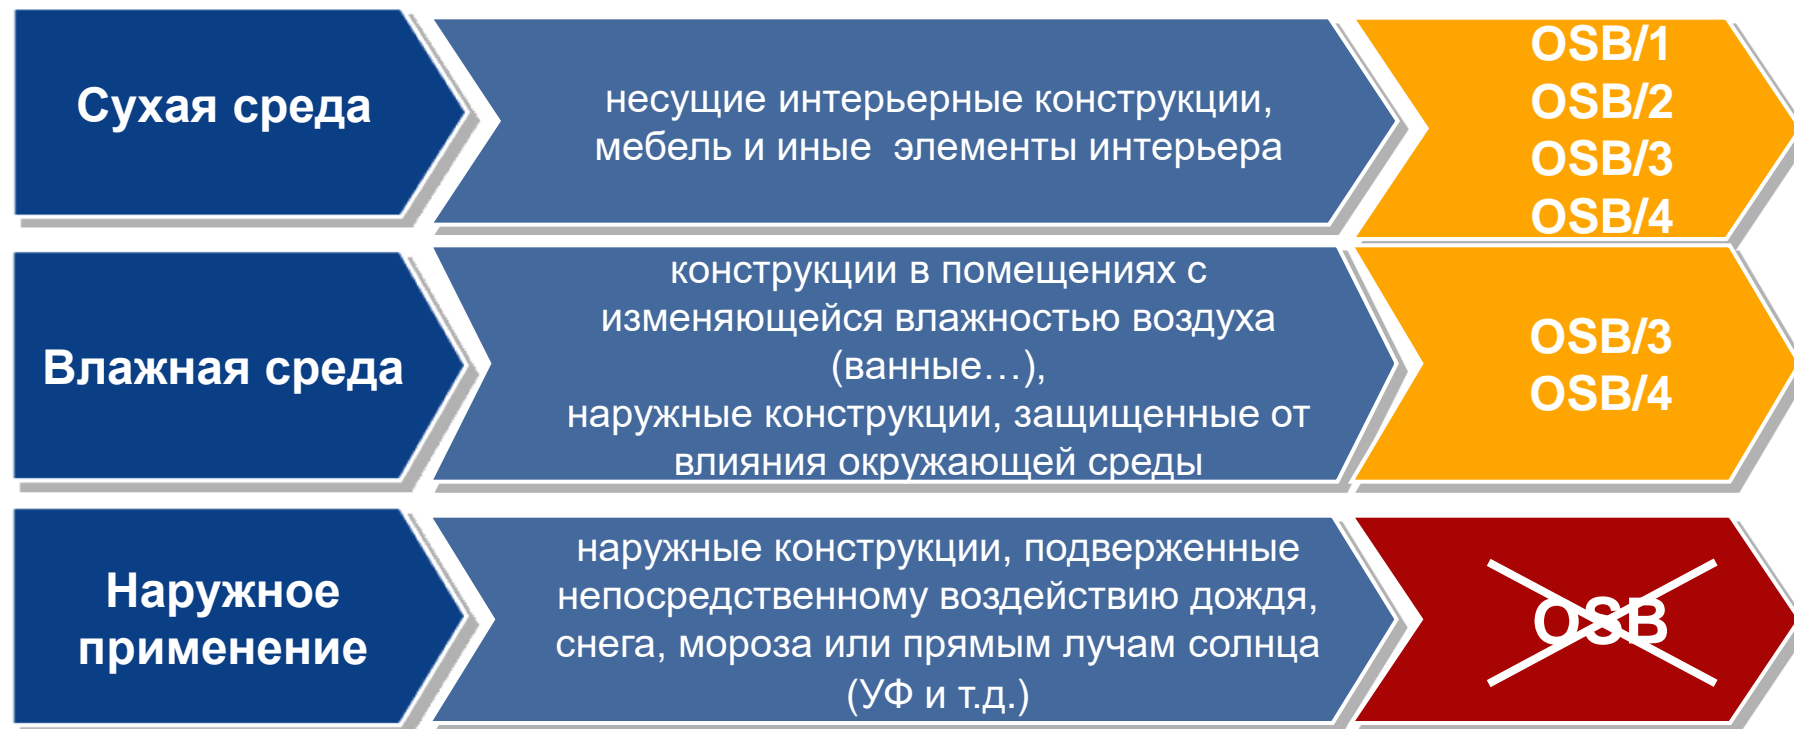 Сухая среда
несущие интерьерные конструкции,
мебель и иные элементы интерьера
OSB/1
OSB/2
OSB/3
OSB/4
Влажная среда
конструкции в помещениях с
изменяющейся влажностью воздуха
(ванные…),
наружные конструкции, защищенные от
влияния окружающей среды
OSB/3
OSB/4
Наружное
применение
наружные конструкции, подверженные
непосредственному воздействию дождя,
снега, мороза или прямым лучам солнца
(УФ и т.д.)
OSB